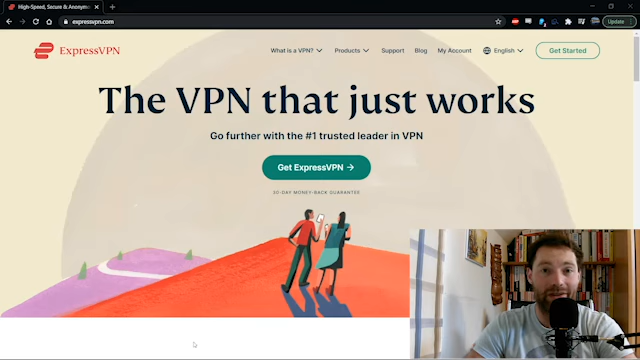 High-Speed, Secure & Anonym
expressvpn.com
Update
ExpressVPN
What is a VPN?
Products
Support
Blog
My Account
English
Get Started
The VPN that just works
Go further with the #1 trusted leader in VPN
Get ExpressVPN
30-DAY MONEY-BACK GUARANTEE